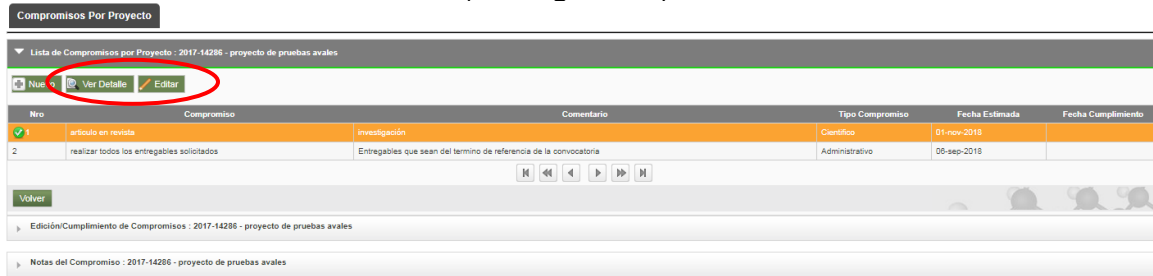 Compromisos Por Proyecto
Lista de Compromisos por Proyecto : 2017-14286 - proyecto de pruebas avales
Nuevo Ver Detalle Editar
Nro Compromiso Comentario Tipo Compromiso Fecha Estimada Fecha Cumplimiento
1 articulo en revista investigación Científico 01-nov-2018
2 realizar todos los entregables solicitados Entregables que sean del termino de referencia de la convocatoria Administrativo 06-sep-2018
Volver
Edición/Cumplimiento de Compromisos : 2017-14286 - proyecto de pruebas avales
Notas del Compromiso : 2017-14286 - proyecto de pruebas avales